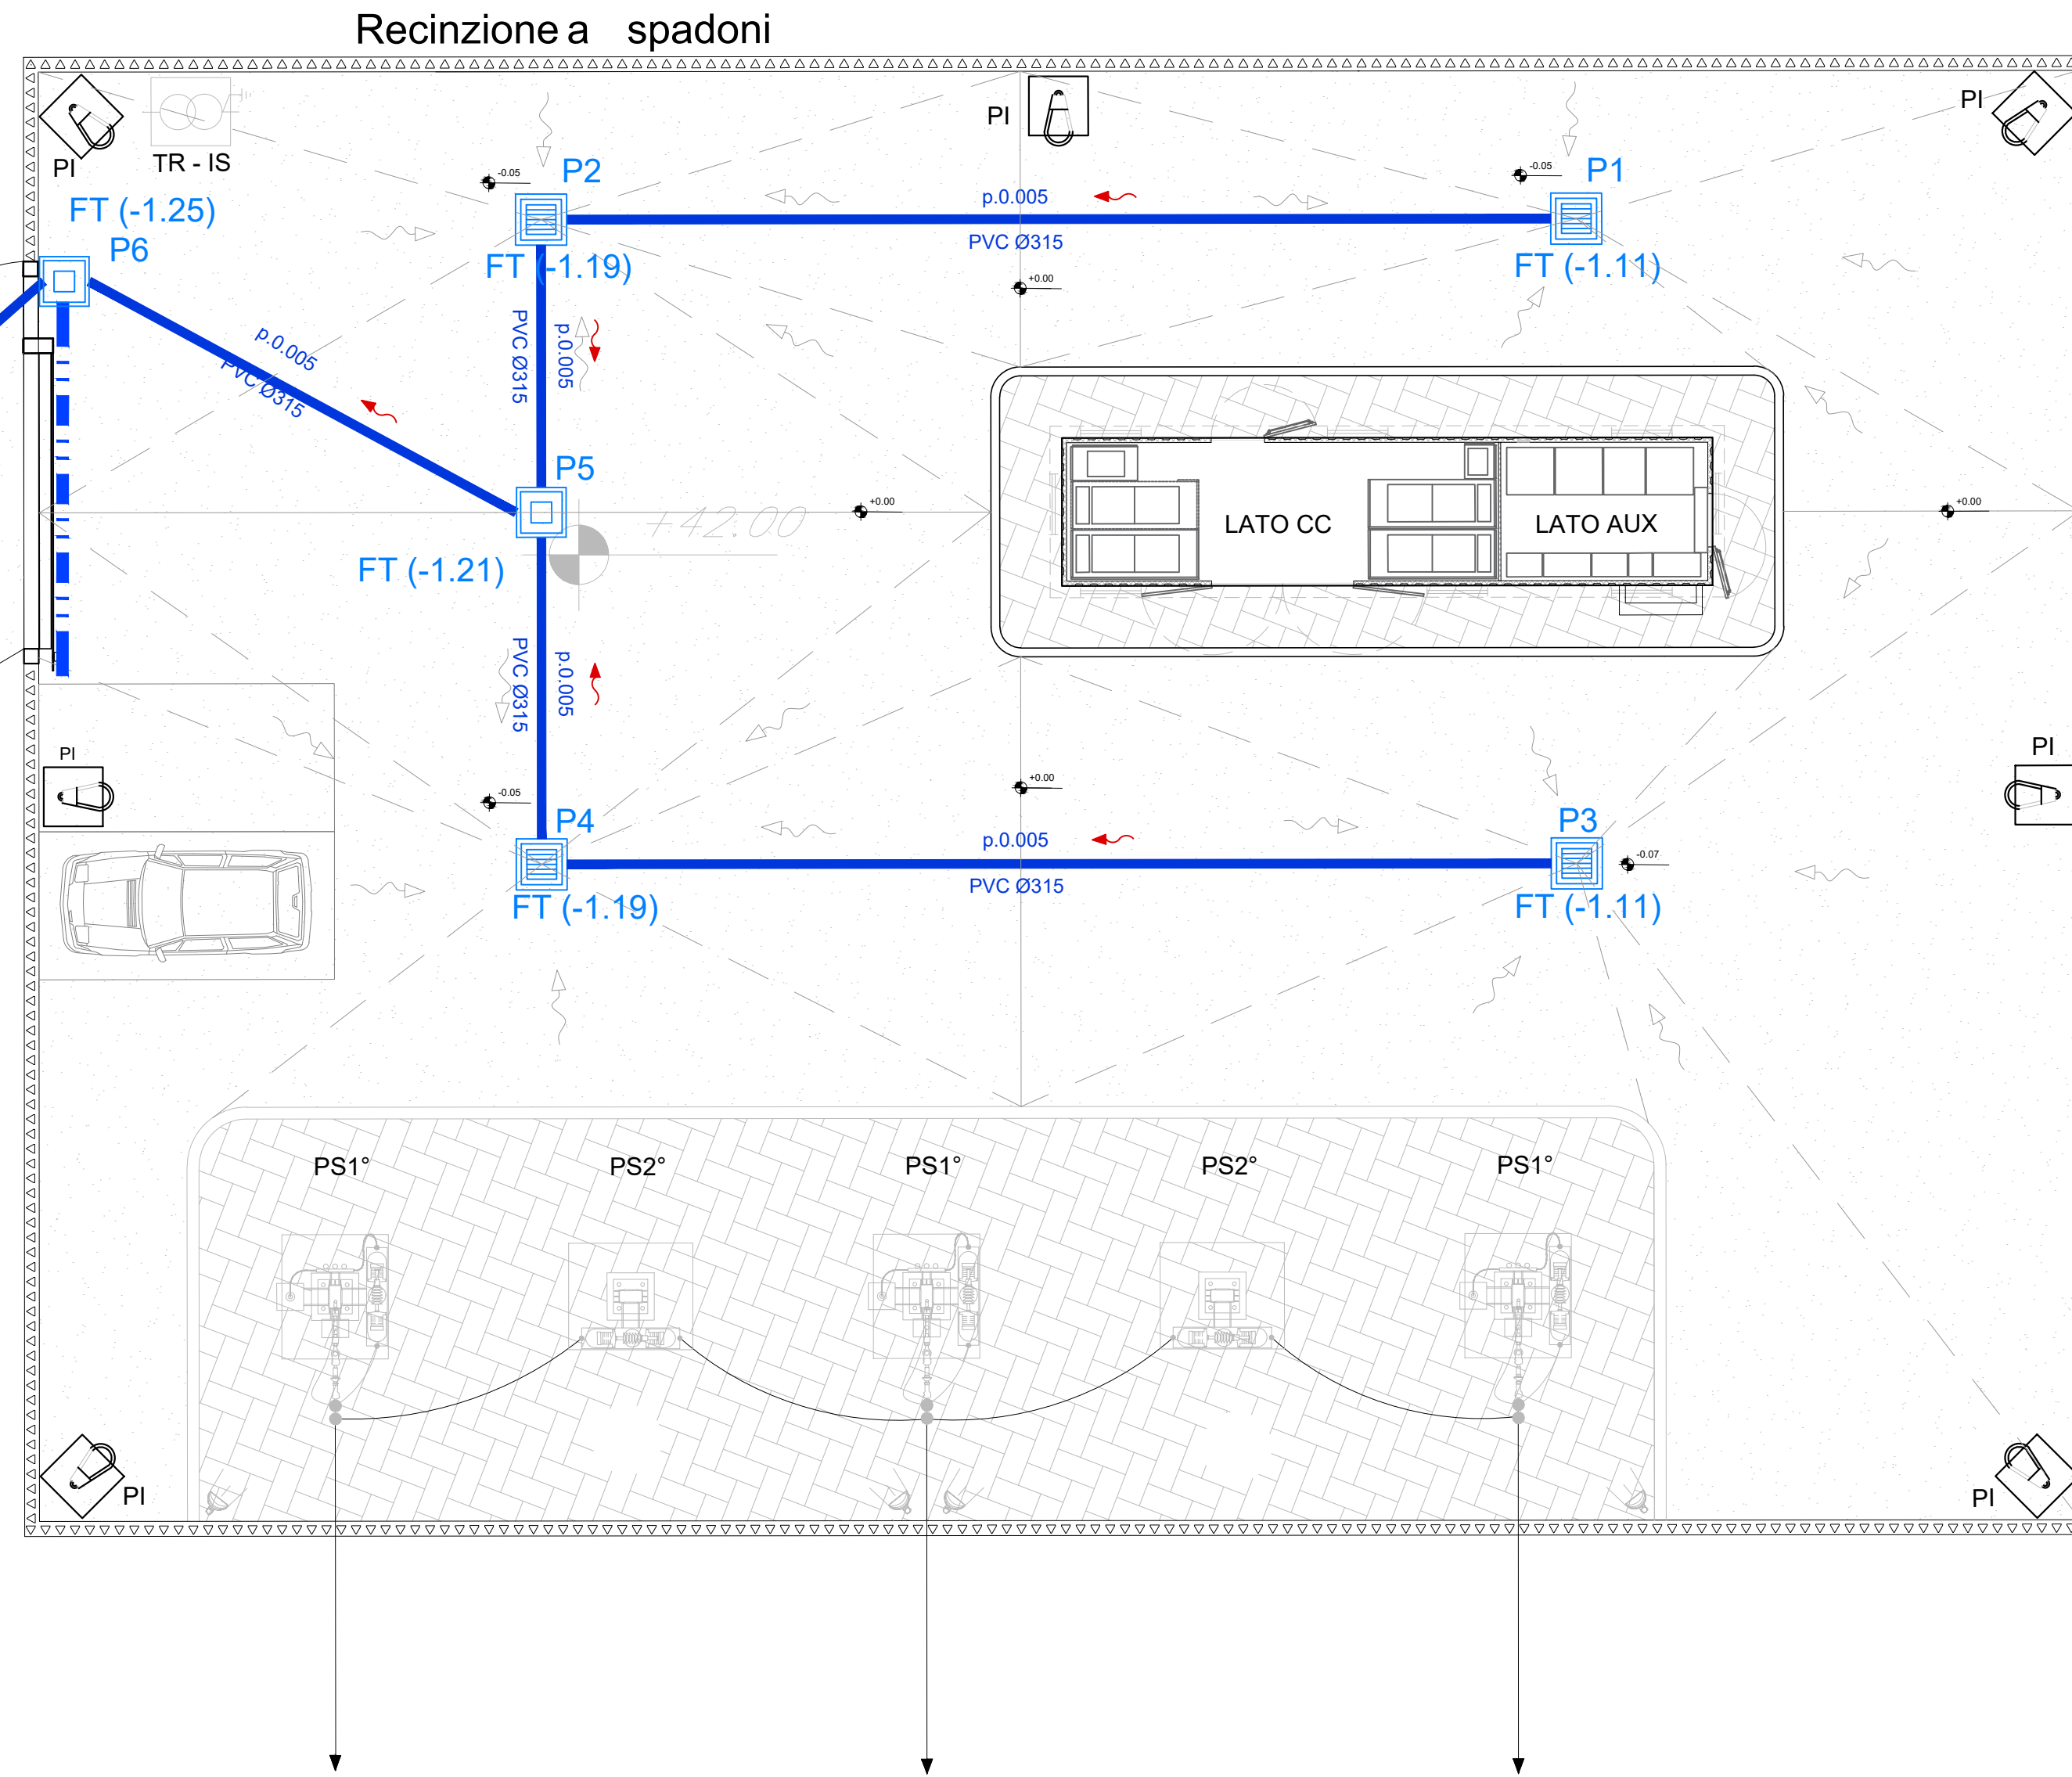 Recinzione a spadoni
PI
TR - IS
PI
PI
FT (-1.25)
P6
P2
-0.05
FT (-1.19)
p.0.005
PVC Ø315
P1
-0.05
FT (-1.11)
+0.00
p.0.005
PVC Ø315
PVC Ø315
p.0.005
P5
FT (-1.21)
+42.00
+0.00
LATO CC
LATO AUX
+0.00
PVC Ø315
p.0.005
PI
PI
-0.05
+0.00
P4
FT (-1.19)
p.0.005
PVC Ø315
P3
-0.07
FT (-1.11)
PS1°
PS2°
PS1°
PS2°
PS1°
PI
PI